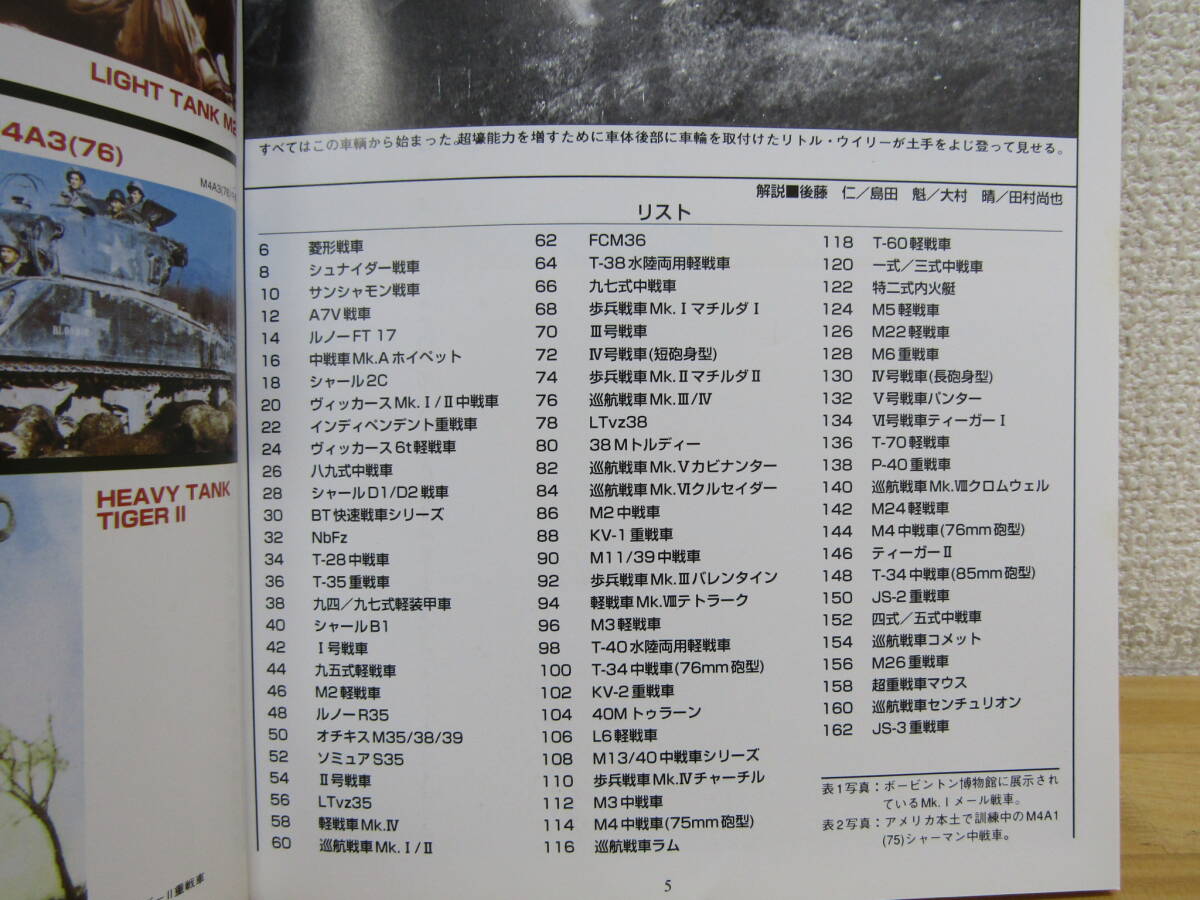 LIGHT TANK M
4A3(76)
M4A3(76)
HEAVY TANK
TIGER II
II重戦車
すべてはこの車輌から始まった。超壕能力を増すために車体後部に車輪を取付けたリトル・ウイリーが土手をよじ登って見せる。
解説■後藤 仁／島田 魁／大村 晴／田村尚也
リスト
6 菱形戦車
8 シュナイダー戦車
10 サンシャモン戦車
12 A7V戦車
14 ルノーFT 17
16 中戦車Mk.Aホイペット
18 シャール2C
20 ヴィッカースMk.Ⅰ/Ⅱ中戦車
22 インディペンデント重戦車
24 ヴィッカース6t軽戦車
26 八九式中戦車
28 シャールD1/D2戦車
30 BT快速戦車シリーズ
32 NbFz
34 T-28中戦車
36 T-35重戦車
38 九四／九七式軽装甲車
40 シャールB1
42 Ⅰ号戦車
44 九五式軽戦車
46 M2軽戦車
48 ルノーR35
50 オチキスM35/38/39
52 ソミュアS35
54 Ⅱ号戦車
56 LTvz35
58 軽戦車Mk.Ⅳ
60 巡航戦車Mk.Ⅰ/Ⅱ
62 FCM36
64 T-38水陸両用軽戦車
66 九七式中戦車
68 歩兵戦車Mk.ⅠマチルダⅠ
70 Ⅲ号戦車
72 Ⅳ号戦車(短砲身型)
74 歩兵戦車Mk.ⅡマチルダⅡ
76 巡航戦車Mk.Ⅲ/Ⅳ
78 LTvz38
80 38Mトルディー
82 巡航戦車Mk.Ⅴカビナンター
84 巡航戦車Mk.Ⅵクルセイダー
86 M2中戦車
88 KV-1重戦車
90 M11/39中戦車
92 歩兵戦車Mk.Ⅲバレンタイン
94 軽戦車Mk.Ⅷテトラーク
96 M3軽戦車
98 T-40水陸両用軽戦車
100 T-34中戦車(76mm砲型)
102 KV-2重戦車
104 40Mトゥラーン
106 L6軽戦車
108 M13/40中戦車シリーズ
110 歩兵戦車Mk.Ⅳチャーチル
112 M3中戦車
114 M4中戦車(75mm砲型)
116 巡航戦車ラム
118 T-60軽戦車
120 一式／三式中戦車
122 特二式内火艇
124 M5軽戦車
126 M22軽戦車
128 M6重戦車
130 Ⅳ号戦車(長砲身型)
132 Ⅴ号戦車パンター
134 Ⅵ号戦車ティーガーⅠ
136 T-70軽戦車
138 P-40重戦車
140 巡航戦車Mk.Ⅷクロムウェル
142 M24軽戦車
144 M4中戦車(76mm砲型)
146 ティーガーⅡ
148 T-34中戦車(85mm砲型)
150 JS-2重戦車
152 四式／五式中戦車
154 巡航戦車コメット
156 M26重戦車
158 超重戦車マウス
160 巡航戦車センチュリオン
162 JS-3重戦車
表1写真：ボービントン博物館に展示され
ているMk.Ⅰメール戦車。
表2写真：アメリカ本土で訓練中のM4A1
(75)シャーマン中戦車。
5